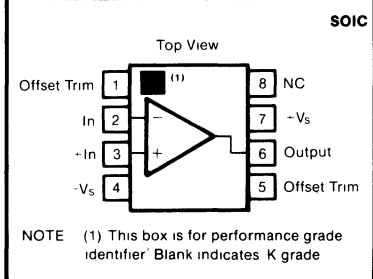 SOIC
Top View
Offset Trim 1 (1) 8 NC
In 2 − 7 +Vs
+In 3 + 6 Output
-Vs 4 5 Offset Trim
NOTE (1) This box is for performance grade
identifier Blank indicates K grade